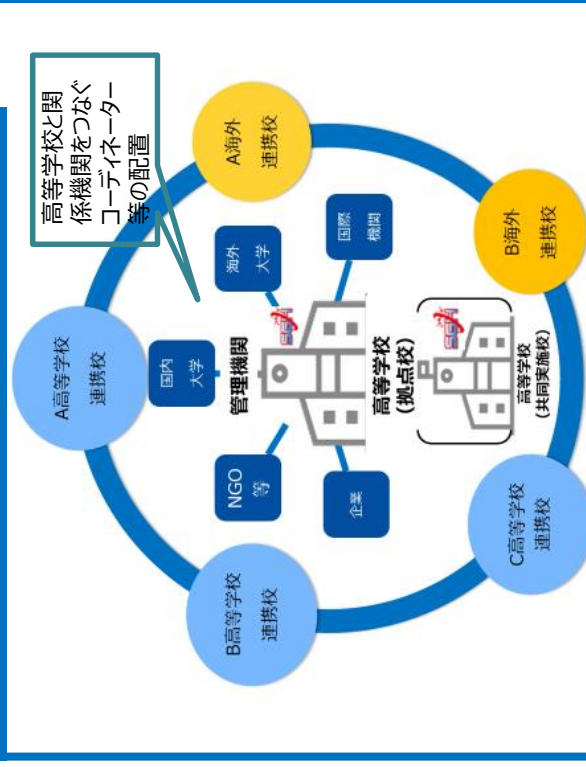 高等学校と関
係機関をつなぐ
コーディネーター
等の配置
A高等学校
連携校
A海外
連携校
国内
大学
海外
大学
NGO
等
管理機関
国際
機関
B高等学校
連携校
企業
高等学校
(拠点校)
B海外
連携校
高等学校
(共同実施校)
C高等学校
連携校